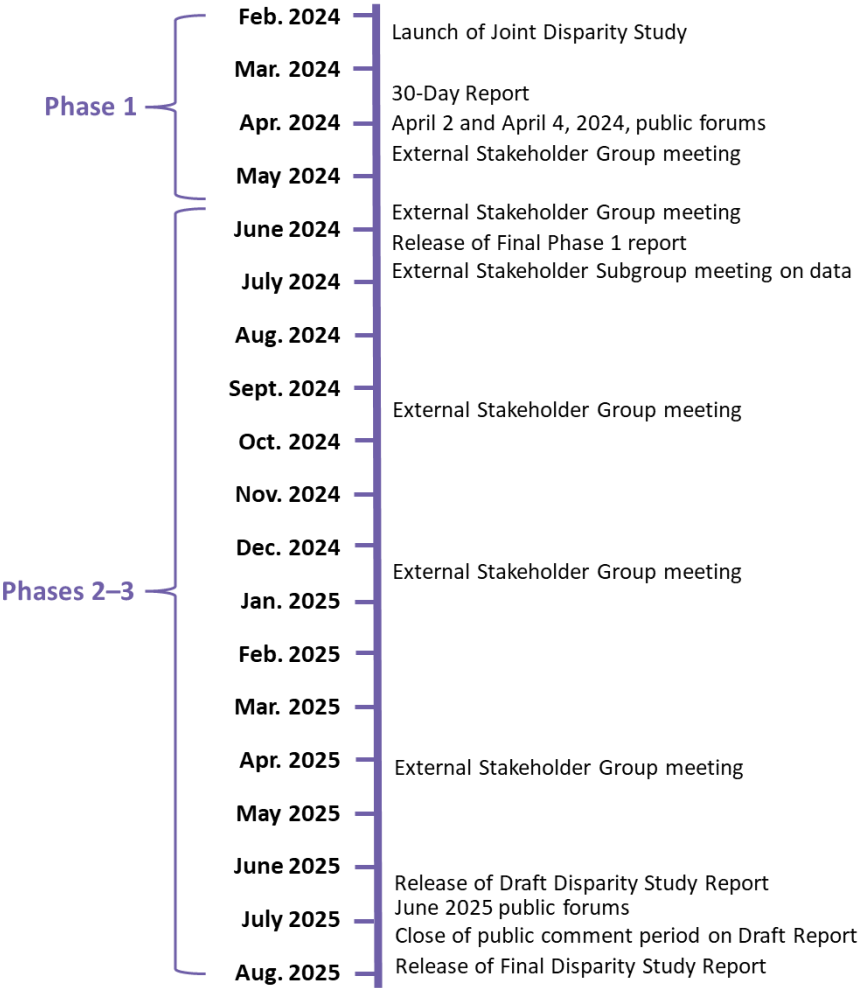 Feb. 2024
Launch of Joint Disparity Study
Mar. 2024
30-Day Report
Phase 1
Apr. 2024
April 2 and April 4, 2024, public forums
External Stakeholder Group meeting
May 2024
External Stakeholder Group meeting
June 2024
Release of Final Phase 1 report
External Stakeholder Subgroup meeting on data
July 2024
Aug. 2024
Sept. 2024
External Stakeholder Group meeting
Oct. 2024
Nov. 2024
Dec. 2024
External Stakeholder Group meeting
Phases 2–3
Jan. 2025
Feb. 2025
Mar. 2025
Apr. 2025
External Stakeholder Group meeting
May 2025
June 2025
Release of Draft Disparity Study Report
June 2025 public forums
July 2025
Close of public comment period on Draft Report
Release of Final Disparity Study Report
Aug. 2025